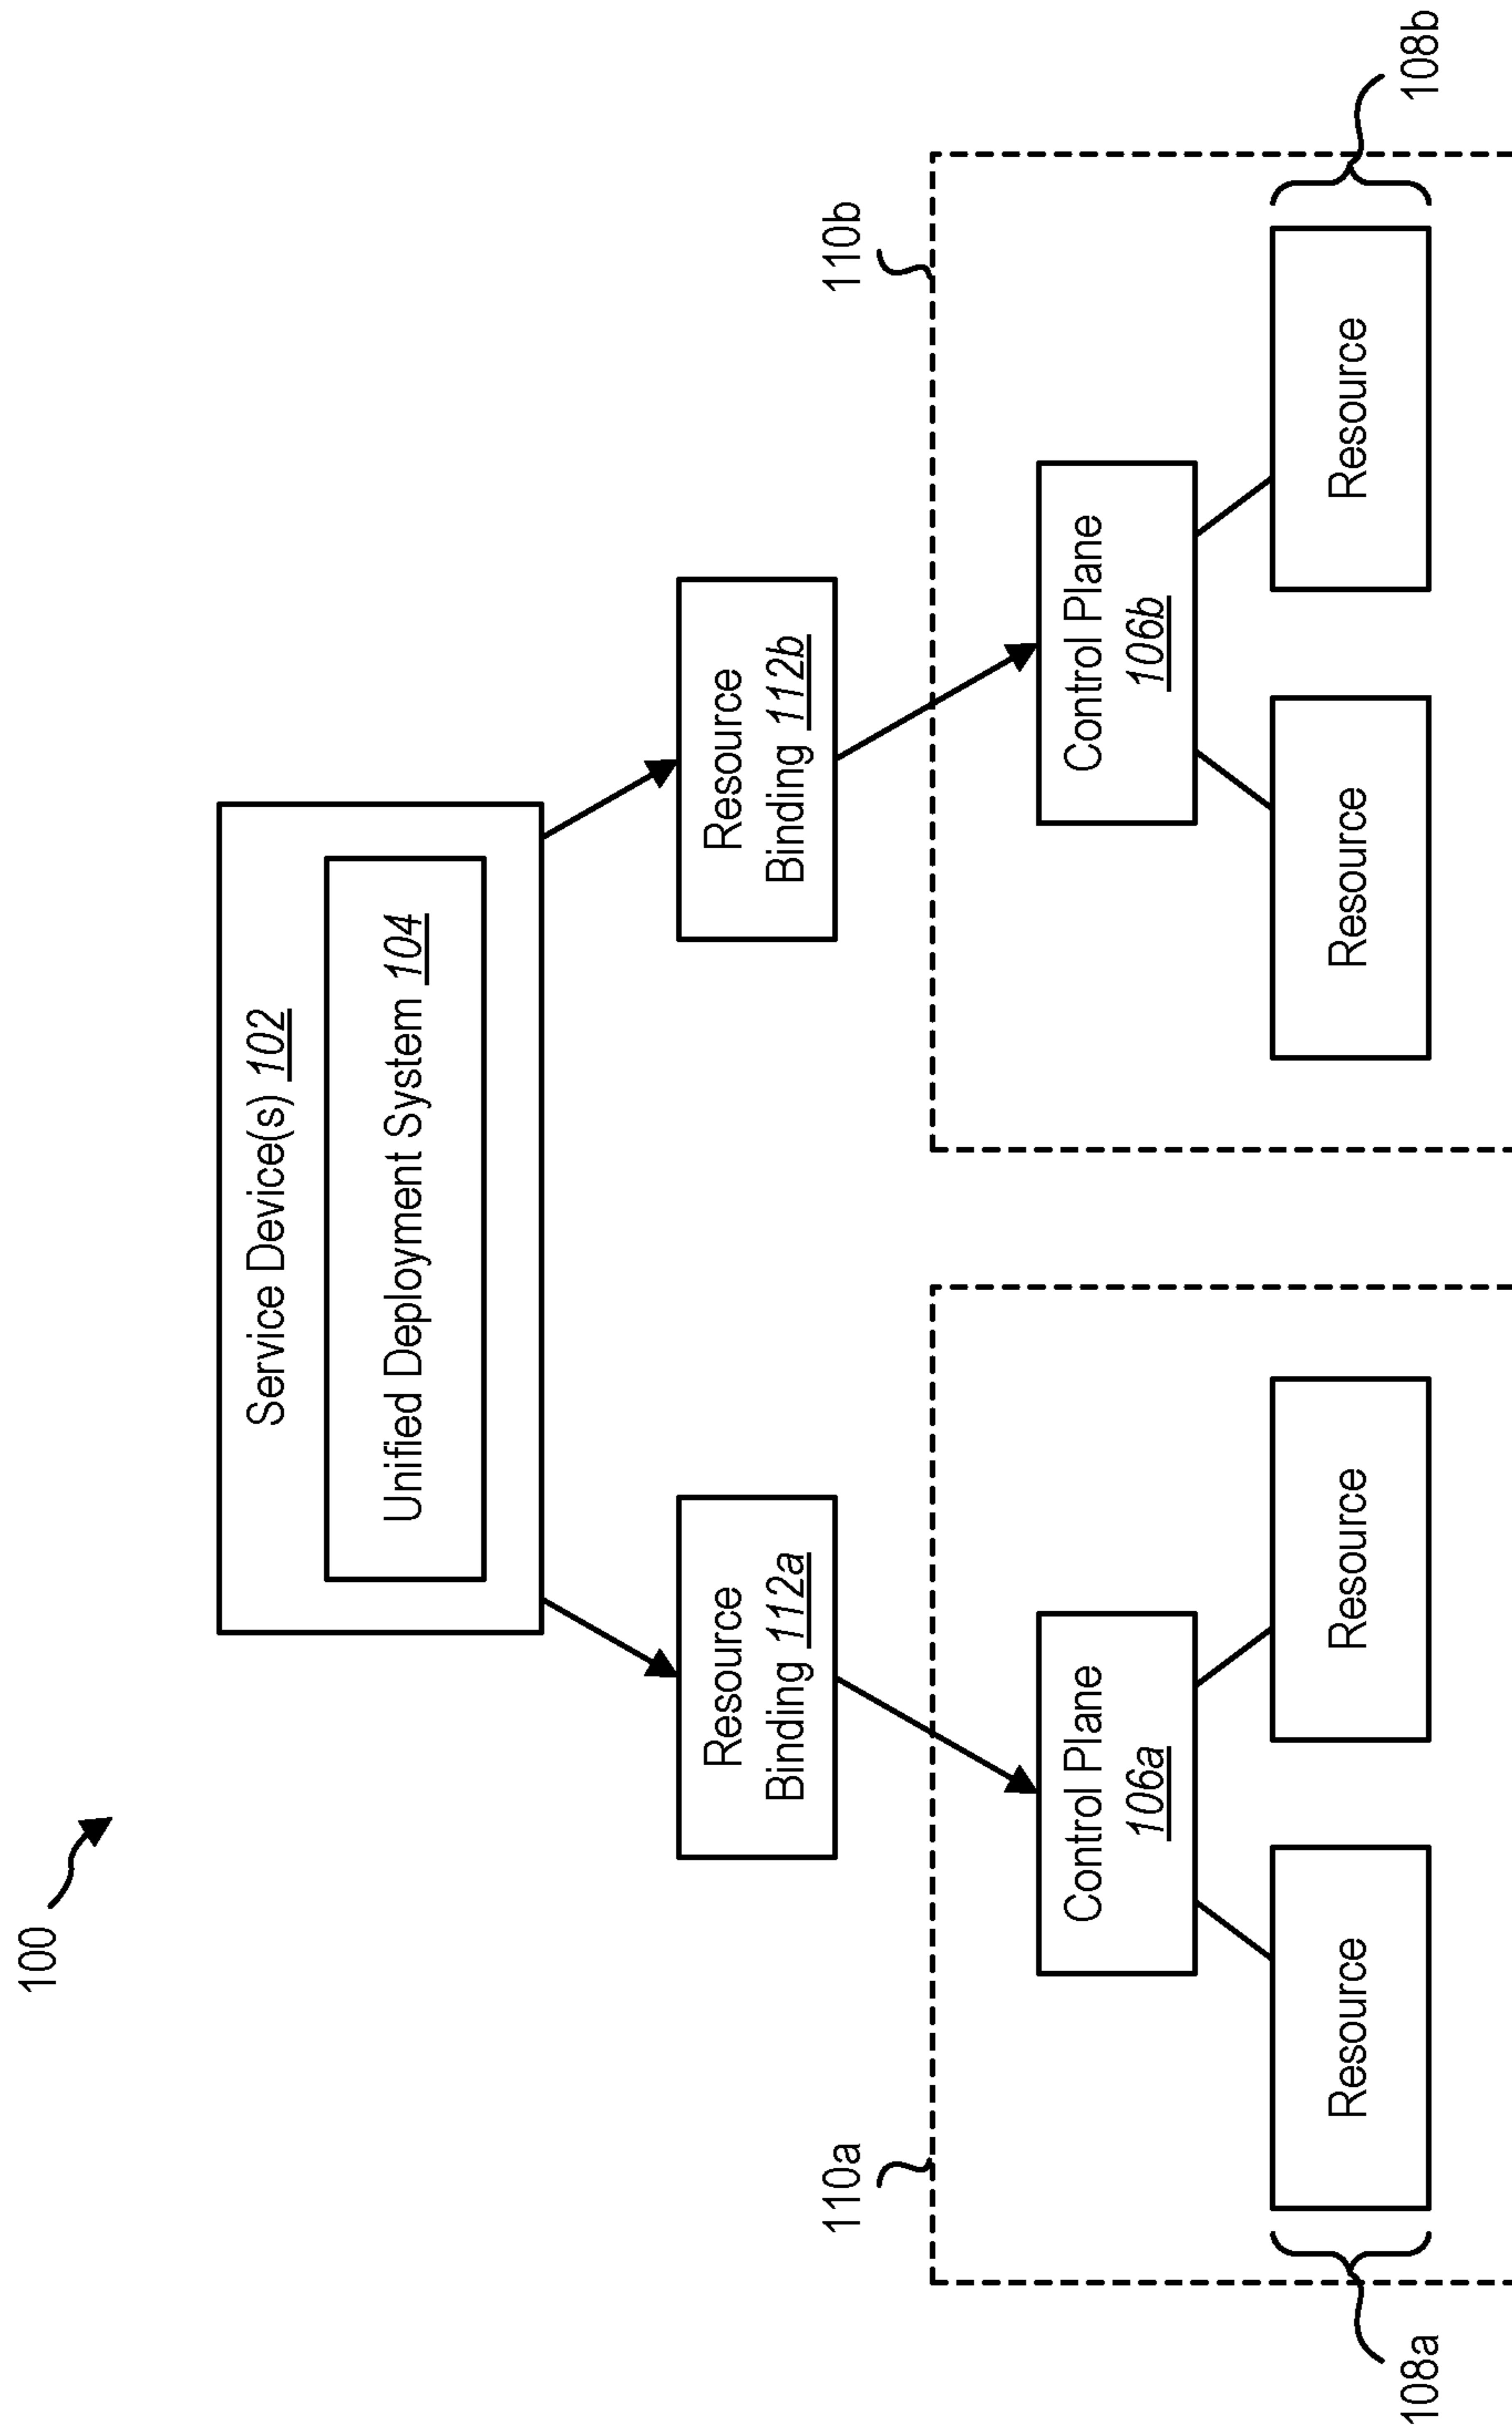 100
Service Device(s) 102
Unified Deployment System 104
Resource
Binding 112a
Resource
Binding 112b
110a
110b
Control Plane
106a
Control Plane
106b
108a
Resource
Resource
Resource
Resource
108b